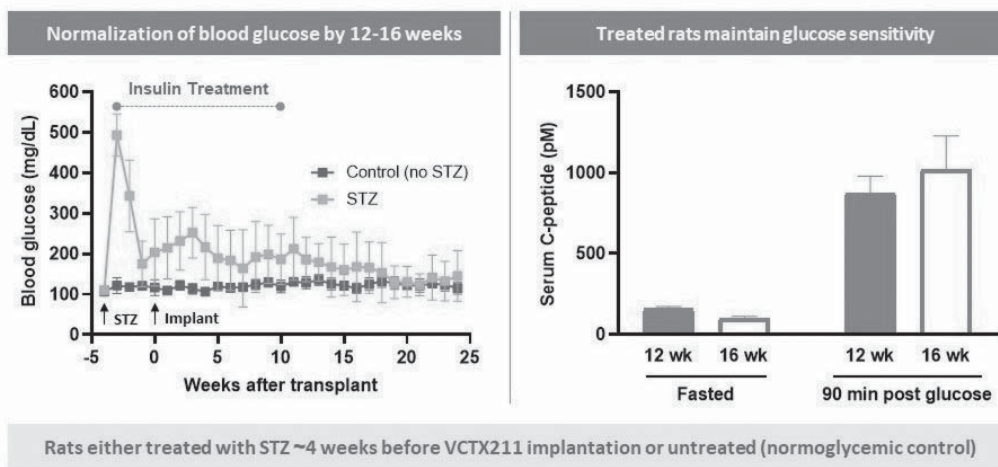 Normalization of blood glucose by 12-16 weeks
Blood glucose (mg/dL)
600
500
400
300
200
100
0
Insulin Treatment
Control (no STZ)
STZ
STZ
Implant
-5
0
5
10
15
20
25
Weeks after transplant
Treated rats maintain glucose sensitivity
Serum C-peptide (pM)
1500
1000
500
0
12 wk
16 wk
12 wk
16 wk
Fasted
90 min post glucose
Rats either treated with STZ ~4 weeks before VCTX211 implantation or untreated (normoglycemic control)